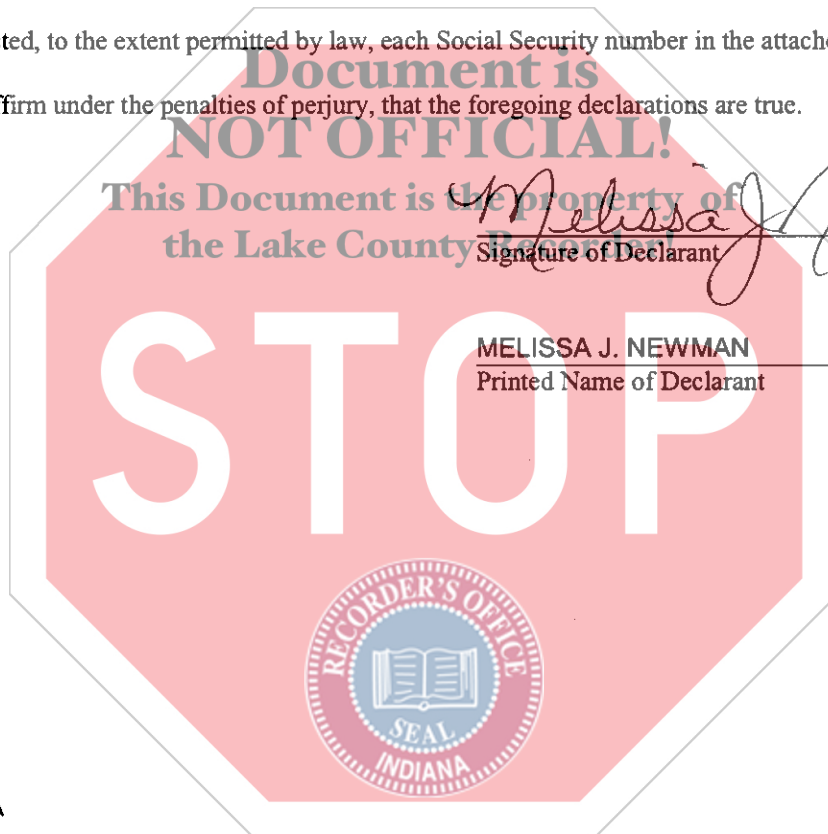 ted, to the extent permitted by law, each Social Security number in the attach
ffirm under the penalties of perjury, that the foregoing declarations are true.
Document is
NOT OFFICIAL!
This Document is the property of
the Lake County Recorder!
Melissa J
Signature of Declarant
MELISSA J. NEWMAN
Printed Name of Declarant
STOP
RECORDER'S OFFICE
SEAL
INDIANA